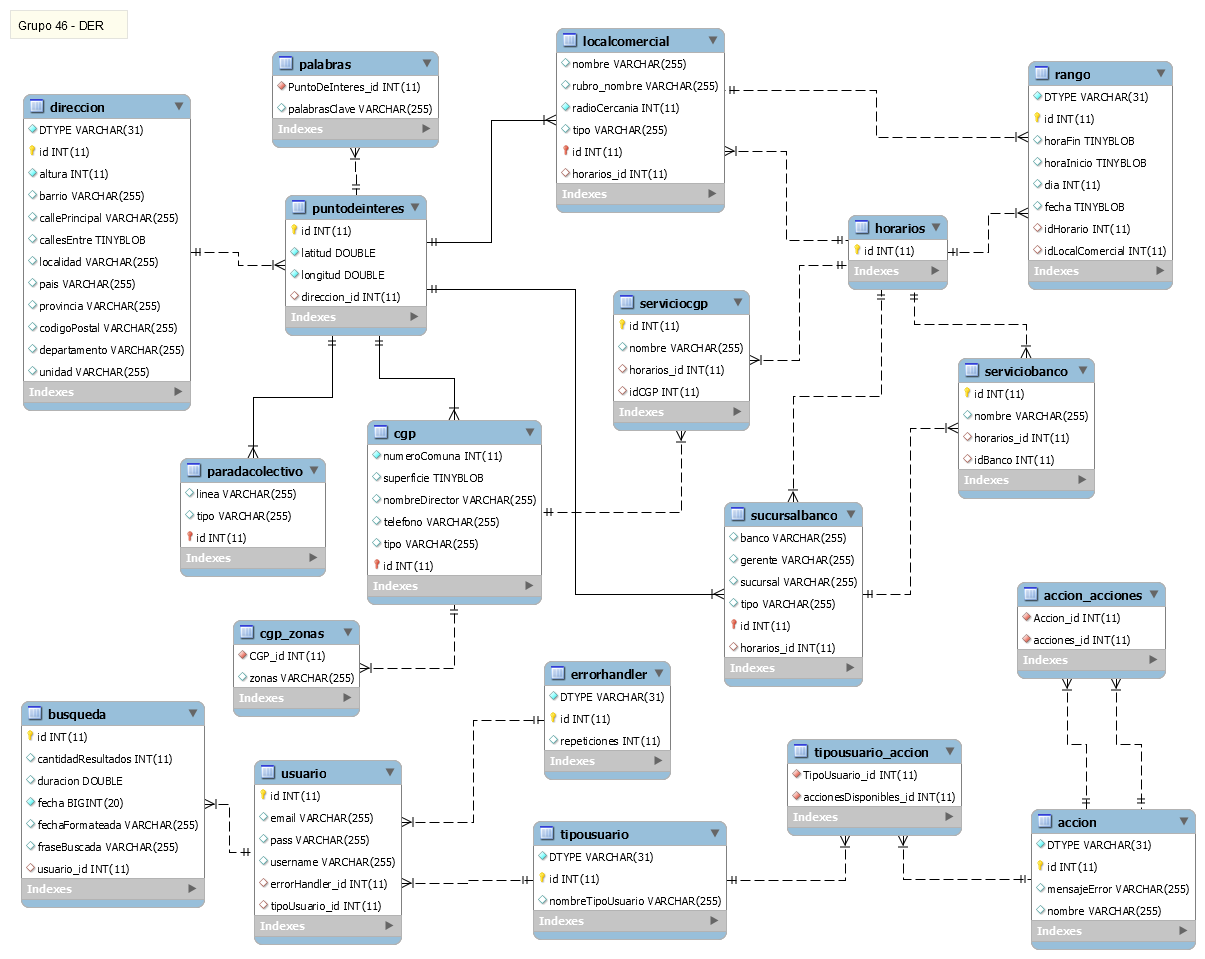 Grupo 46 - DER
direccion
DTYPE VARCHAR(31)
id INT(11)
altura INT(11)
barrio VARCHAR(255)
callePrincipal VARCHAR(255)
callesEntre TINYBLOB
localidad VARCHAR(255)
pais VARCHAR(255)
provincia VARCHAR(255)
codigoPostal VARCHAR(255)
departamento VARCHAR(255)
unidad VARCHAR(255)
Indexes
palabras
PuntoDeInteres_id INT(11)
palabrasClave VARCHAR(255)
Indexes
puntodeinteres
id INT(11)
latitud DOUBLE
longitud DOUBLE
direccion_id INT(11)
Indexes
localcomercial
nombre VARCHAR(255)
rubro_nombre VARCHAR(255)
radioCercania INT(11)
tipo VARCHAR(255)
id INT(11)
horarios_id INT(11)
Indexes
rango
DTYPE VARCHAR(31)
id INT(11)
horaFin TINYBLOB
horaInicio TINYBLOB
dia INT(11)
fecha TINYBLOB
idHorario INT(11)
idLocalComercial INT(11)
Indexes
horarios
id INT(11)
Indexes
serviciocgp
id INT(11)
nombre VARCHAR(255)
horarios_id INT(11)
idCGP INT(11)
Indexes
serviciobanco
id INT(11)
nombre VARCHAR(255)
horarios_id INT(11)
idBanco INT(11)
Indexes
paradacolectivo
linea VARCHAR(255)
tipo VARCHAR(255)
id INT(11)
Indexes
cgp
numeroComuna INT(11)
superficie TINYBLOB
nombreDirector VARCHAR(255)
telefono VARCHAR(255)
tipo VARCHAR(255)
id INT(11)
Indexes
sucursalbanco
banco VARCHAR(255)
gerente VARCHAR(255)
sucursal VARCHAR(255)
tipo VARCHAR(255)
id INT(11)
horarios_id INT(11)
Indexes
cgp_zonas
CGP_id INT(11)
zonas VARCHAR(255)
Indexes
accion_acciones
Accion_id INT(11)
acciones_id INT(11)
Indexes
errorhandler
DTYPE VARCHAR(31)
id INT(11)
repeticiones INT(11)
Indexes
busqueda
id INT(11)
cantidadResultados INT(11)
duracion DOUBLE
fecha BIGINT(20)
fechaFormateada VARCHAR(255)
fraseBuscada VARCHAR(255)
usuario_id INT(11)
Indexes
usuario
id INT(11)
email VARCHAR(255)
pass VARCHAR(255)
username VARCHAR(255)
errorHandler_id INT(11)
tipoUsuario_id INT(11)
Indexes
tipousuario
DTYPE VARCHAR(31)
id INT(11)
nombreTipoUsuario VARCHAR(255)
Indexes
tipousuario_accion
TipoUsuario_id INT(11)
accionesDisponibles_id INT(11)
Indexes
accion
DTYPE VARCHAR(31)
id INT(11)
mensajeError VARCHAR(255)
nombre VARCHAR(255)
Indexes